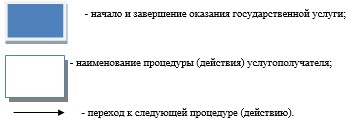 - начало и завершение оказания государственной услуги;
- наименование процедуры (действия) услугополучателя;
- переход к следующей процедуре (действию).